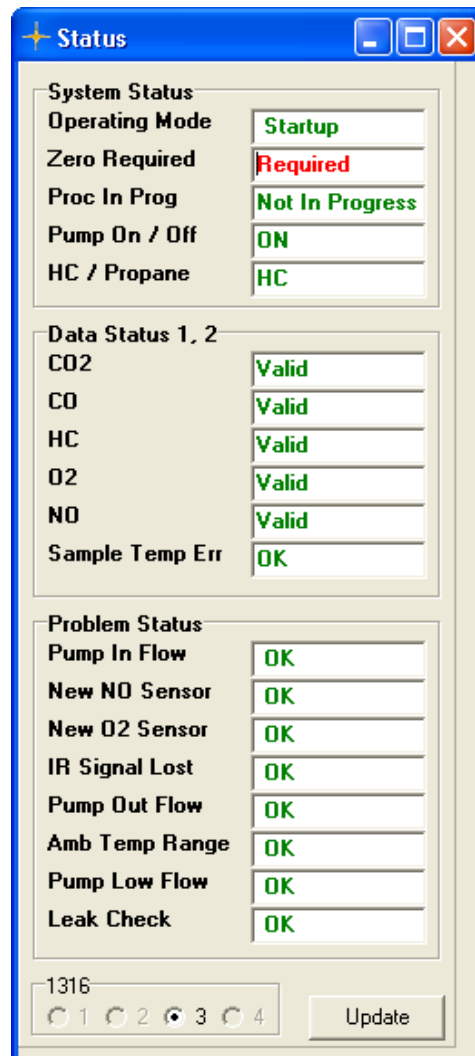 Status
System Status
Operating Mode Startup
Zero Required Required
Proc In Prog Not In Progress
Pump On / Off ON
HC / Propane HC
Data Status 1, 2
CO2 Valid
CO Valid
HC Valid
O2 Valid
NO Valid
Sample Temp Err OK
Problem Status
Pump In Flow OK
New NO Sensor OK
New O2 Sensor OK
IR Signal Lost OK
Pump Out Flow OK
Amb Temp Range OK
Pump Low Flow OK
Leak Check OK
1316
1 2 3 4 Update